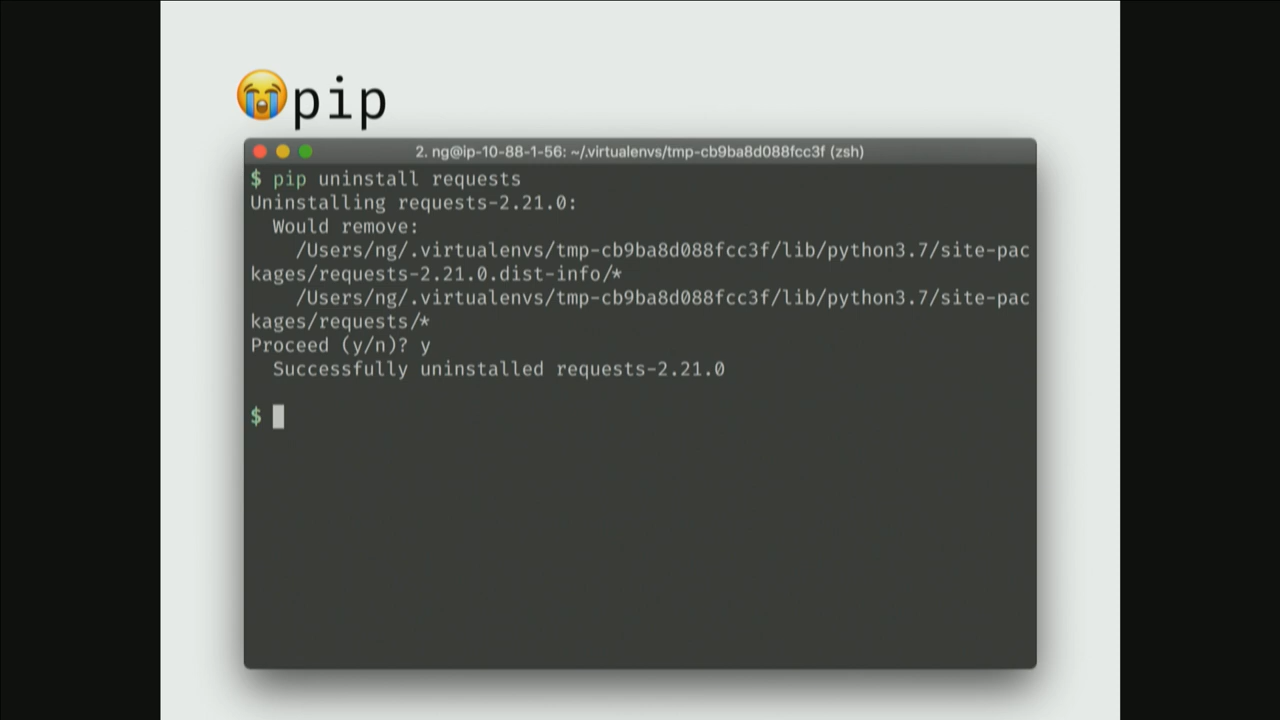 😭pip
2. ng@ip-10-88-1-56: ~/.virtualenvs/tmp-cb9ba8d088fcc3f (zsh)
$ pip uninstall requests
Uninstalling requests-2.21.0:
  Would remove:
    /Users/ng/.virtualenvs/tmp-cb9ba8d088fcc3f/lib/python3.7/site-pac
kages/requests-2.21.0.dist-info/*
    /Users/ng/.virtualenvs/tmp-cb9ba8d088fcc3f/lib/python3.7/site-pac
kages/requests/*
Proceed (y/n)? y
  Successfully uninstalled requests-2.21.0
$